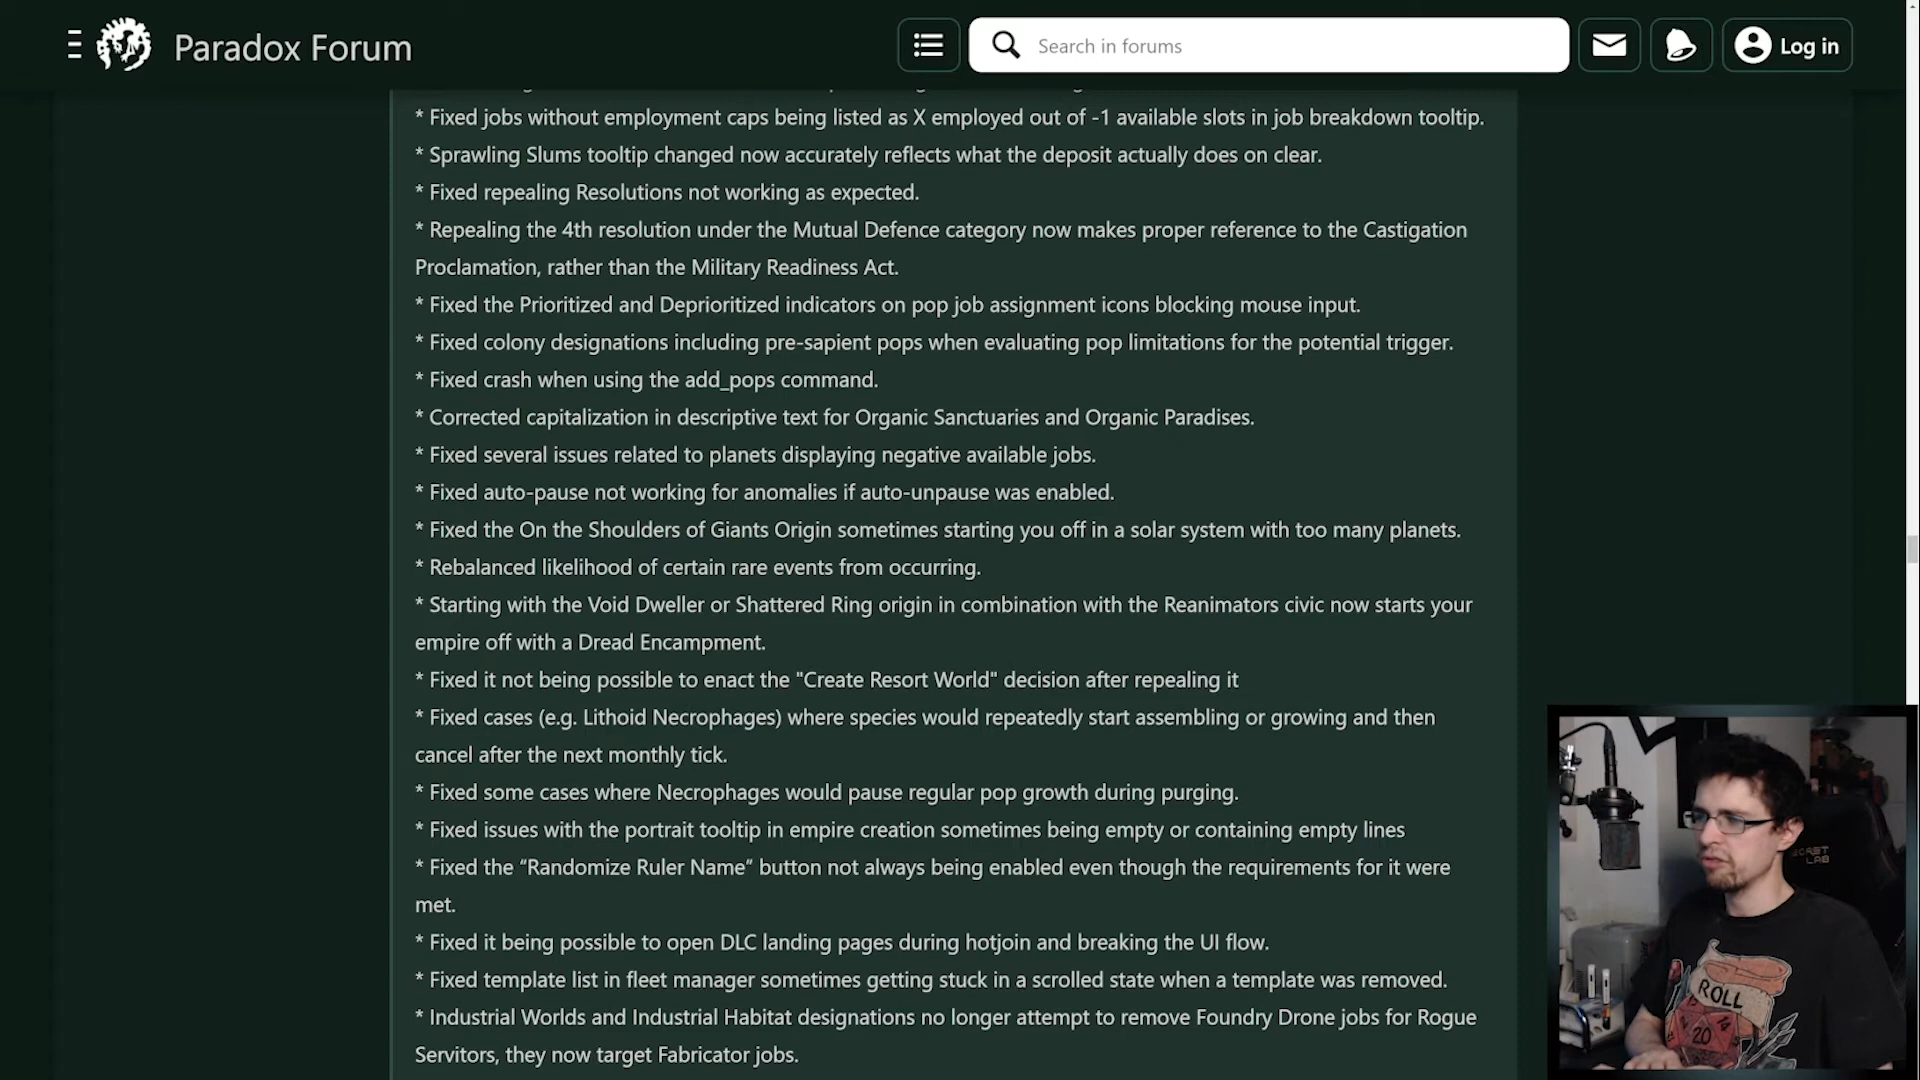 Paradox Forum
Search in forums
Log in
* Fixed jobs without employment caps being listed as X employed out of -1 available slots in job breakdown tooltip.
* Sprawling Slums tooltip changed now accurately reflects what the deposit actually does on clear.
* Fixed repealing Resolutions not working as expected.
* Repealing the 4th resolution under the Mutual Defence category now makes proper reference to the Castigation
Proclamation, rather than the Military Readiness Act.
* Fixed the Prioritized and Deprioritized indicators on pop job assignment icons blocking mouse input.
* Fixed colony designations including pre-sapient pops when evaluating pop limitations for the potential trigger.
* Fixed crash when using the add_pops command.
* Corrected capitalization in descriptive text for Organic Sanctuaries and Organic Paradises.
* Fixed several issues related to planets displaying negative available jobs.
* Fixed auto-pause not working for anomalies if auto-unpause was enabled.
* Fixed the On the Shoulders of Giants Origin sometimes starting you off in a solar system with too many planets.
* Rebalanced likelihood of certain rare events from occurring.
* Starting with the Void Dweller or Shattered Ring origin in combination with the Reanimators civic now starts your
empire off with a Dread Encampment.
* Fixed it not being possible to enact the "Create Resort World" decision after repealing it
* Fixed cases (e.g. Lithoid Necrophages) where species would repeatedly start assembling or growing and then
cancel after the next monthly tick.
* Fixed some cases where Necrophages would pause regular pop growth during purging.
* Fixed issues with the portrait tooltip in empire creation sometimes being empty or containing empty lines
* Fixed the “Randomize Ruler Name” button not always being enabled even though the requirements for it were
met.
* Fixed it being possible to open DLC landing pages during hotjoin and breaking the UI flow.
* Fixed template list in fleet manager sometimes getting stuck in a scrolled state when a template was removed.
* Industrial Worlds and Industrial Habitat designations no longer attempt to remove Foundry Drone jobs for Rogue
Servitors, they now target Fabricator jobs.
ROLL
20
LAB